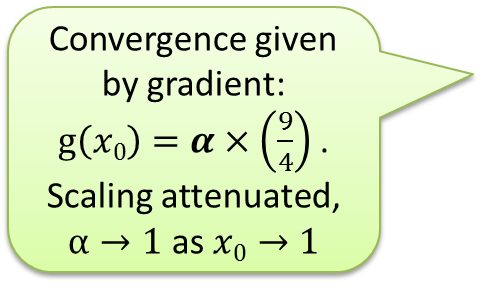 Convergence given
by gradient:
g(x₀) = α × (9/4) .
Scaling attenuated,
α → 1 as x₀ → 1